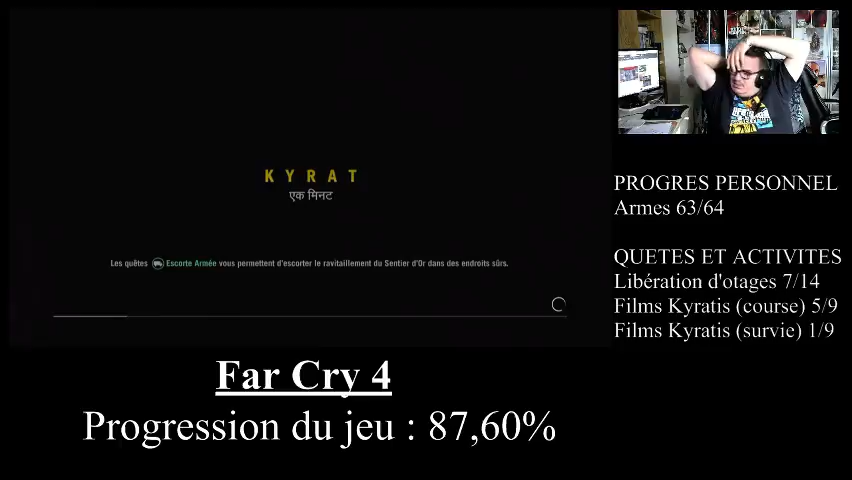 KYRAT
एक मिनट
Les quêtes Escorte Armée vous permettent d'escorter le ravitaillement du Sentier d'Or dans des endroits sûrs.
PROGRES PERSONNEL
Armes 63/64
QUETES ET ACTIVITES
Libération d'otages 7/14
Films Kyratis (course) 5/9
Films Kyratis (survie) 1/9
Far Cry 4
Progression du jeu : 87,60%